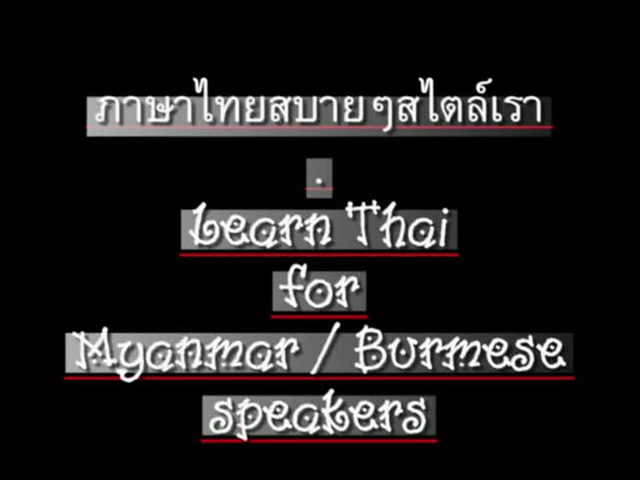 ภาษาไทยสบายๆสไตล์เรา
.
Learn Thai
for
Myanmar / Burmese
speakers